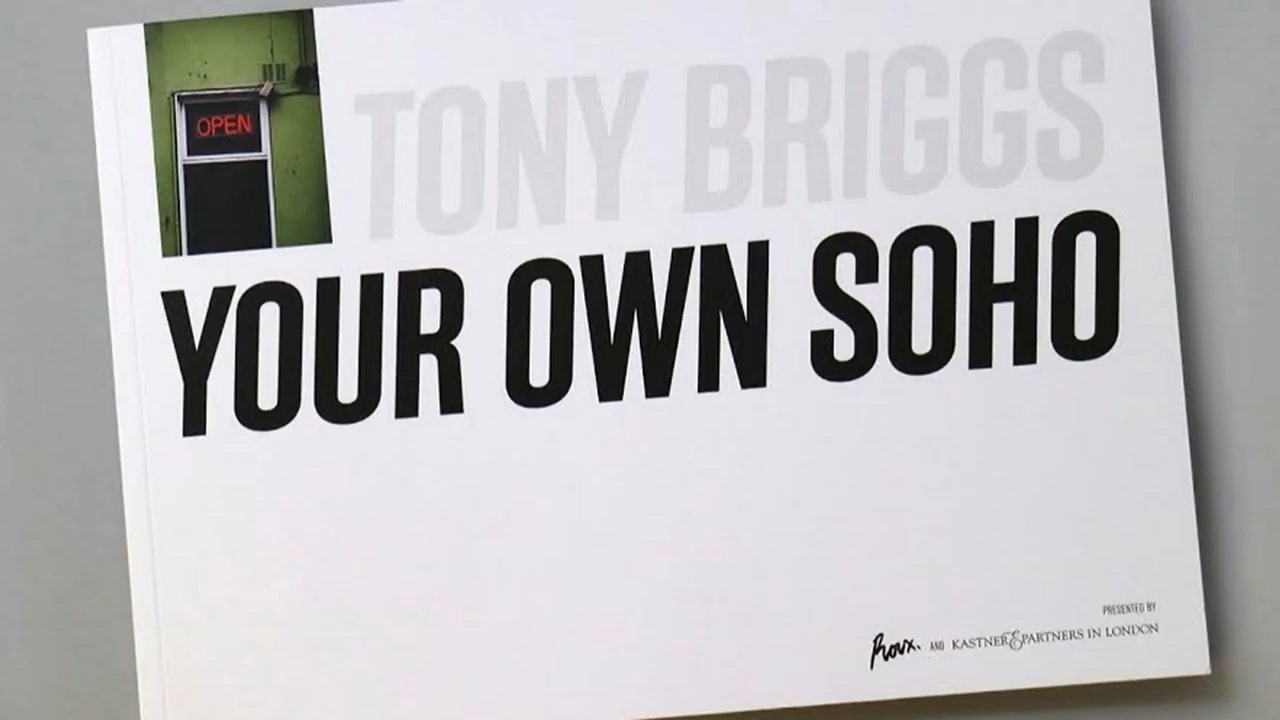 OPEN
TONY BRIGGS
YOUR OWN SOHO
PRESENTED BY
AND KASTNER&PARTNERS IN LONDON